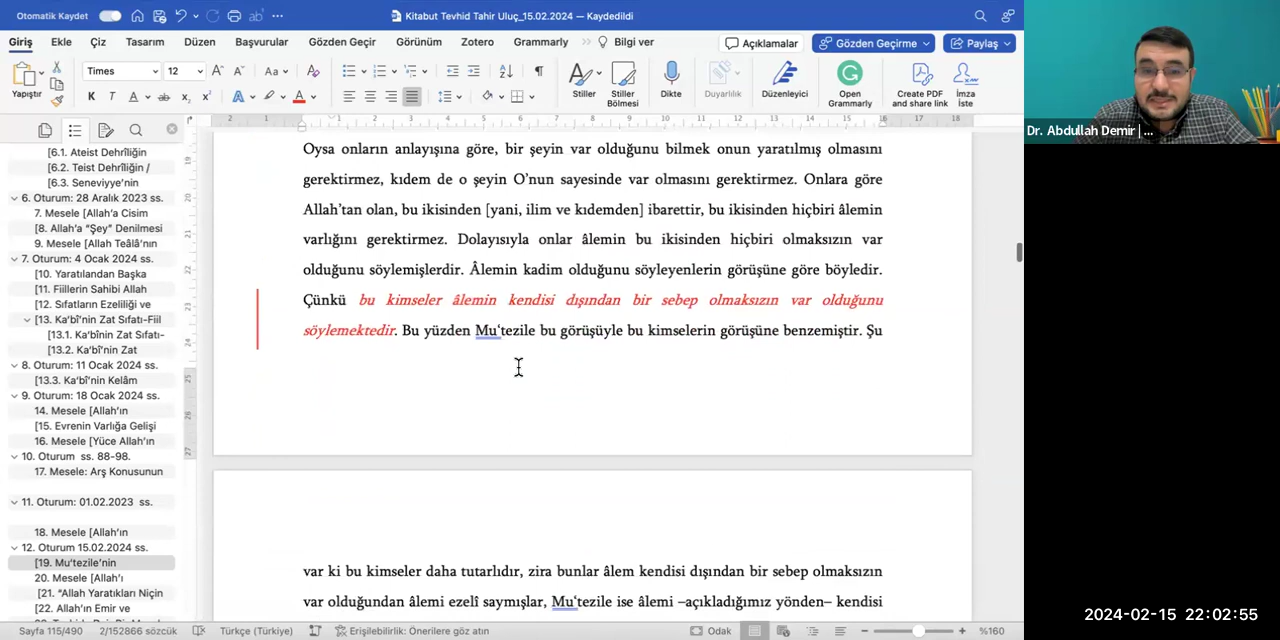 Otomatik Kaydet
Kitabut Tevhid Tahir Uluç_15.02.2024 — Kaydedildi
Giriş Ekle Çiz Tasarım Düzen Başvurular Gözden Geçir Görünüm Zotero Grammarly Bilgi ver Açıklamalar Gözden Geçirme Paylaş
Yapıştır
Times 12
K T A
Stiller
Stiller Bölmesi
Dikte
Duyarlılık
Düzenleyici
Open Grammarly
Create PDF and share link
İmza İste
[6.1. Ateist Dehrîliğin
[6.2. Teist Dehrîliğin /
[6.3. Seneviyye'nin
6. Oturum: 28 Aralık 2023 ss.
7. Mesele [Allah'a Cisim
[8. Allah'a "Şey" Denilmesi
9. Mesele [Allah Teâlâ'nın
7. Oturum: 4 Ocak 2024 ss.
[10. Yaratılandan Başka
[11. Fiillerin Sahibi Allah
[12. Sıfatların Ezeliliği ve
[13. Ka'bî'nin Zat Sıfatı-Fiil
[13.1. Ka'bînin Zat Sıfatı-
[13.2. Ka'bî'nin Zat
8. Oturum: 11 Ocak 2024 ss.
[13.3. Ka'bî'nin Kelâm
9. Oturum: 18 Ocak 2024 ss.
14. Mesele [Allah'ın
[15. Evrenin Varlığa Gelişi
16. Mesele [Yüce Allah'ın
10. Oturum ss. 88-98.
17. Mesele: Arş Konusunun
11. Oturum: 01.02.2023 ss.
18. Mesele [Allah'ın
12. Oturum 15.02.2024 ss.
[19. Mu'tezile'nin
20. Mesele [Allah'ı
[21. "Allah Yaratıkları Niçin
[22. Allah'ın Emir ve
Oysa onların anlayışına göre, bir şeyin var olduğunu bilmek onun yaratılmış olmasını
gerektirmez, kıdem de o şeyin O'nun sayesinde var olmasını gerektirmez. Onlara göre
Allah'tan olan, bu ikisinden [yani, ilim ve kıdemden] ibarettir, bu ikisinden hiçbiri âlemin
varlığını gerektirmez. Dolayısıyla onlar âlemin bu ikisinden hiçbiri olmaksızın var
olduğunu söylemişlerdir. Âlemin kadim olduğunu söyleyenlerin görüşüne göre böyledir.
Çünkü bu kimseler âlemin kendisi dışından bir sebep olmaksızın var olduğunu
söylemektedir. Bu yüzden Mu‘tezile bu görüşüyle bu kimselerin görüşüne benzemiştir. Şu
var ki bu kimseler daha tutarlıdır, zira bunlar âlem kendisi dışından bir sebep olmaksızın
var olduğundan âlemi ezelî saymışlar, Mu‘tezile ise âlemi –açıkladığımız yönden– kendisi
Sayfa 115/490 2/152866 sözcük Türkçe (Türkiye) Erişilebilirlik: Önerilere göz atın Odak %160
Dr. Abdullah Demir |...
2024-02-15 22:02:55